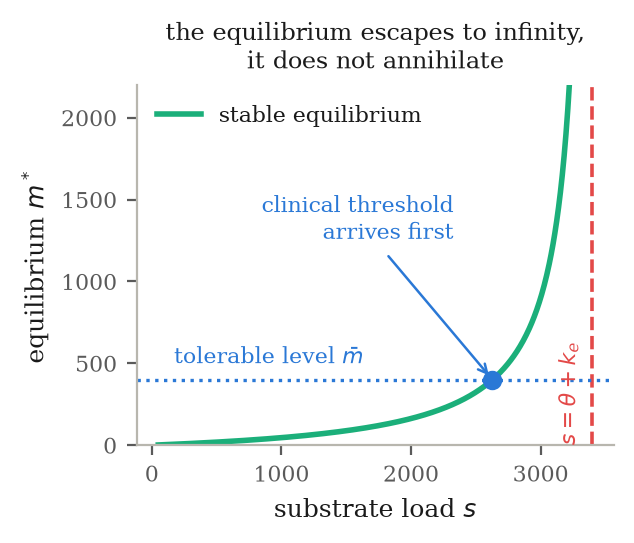 the equilibrium escapes to infinity,
it does not annihilate
stable equilibrium
clinical threshold
arrives first
tolerable level m̄
s = θ + kₑ
equilibrium m*
2000
1500
1000
500
0
0
1000
2000
3000
substrate load s